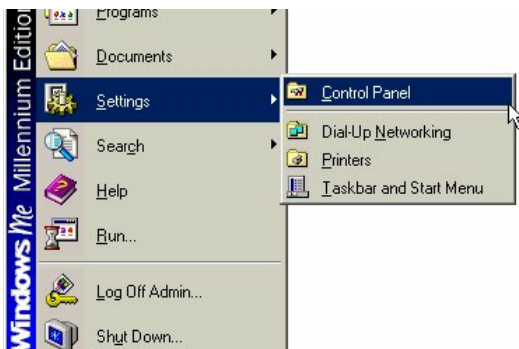 Windows Me Millennium Edition
Programs
Documents
Settings
Search
Help
Run...
Log Off Admin...
Shut Down...
Control Panel
Dial-Up Networking
Printers
Taskbar and Start Menu